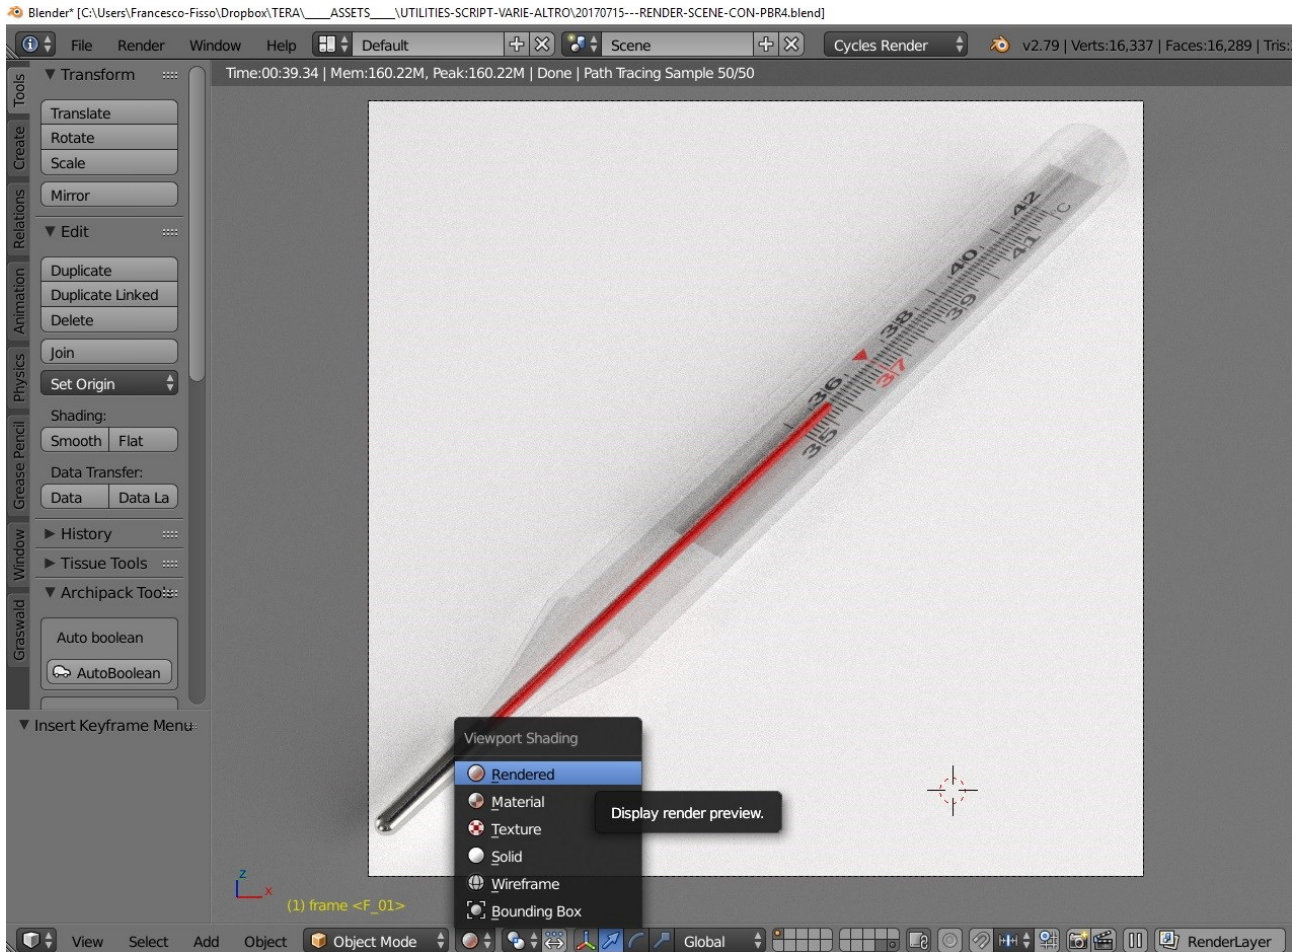 Blender* [C:\Users\Francesco-Fisso\Dropbox\TERA\____ASSETS____\UTILITIES-SCRIPT-VARIE-ALTRO\20170715---RENDER-SCENE-CON-PBR4.blend]
File Render Window Help Default Scene Cycles Render v2.79 | Verts:16,337 | Faces:16,289 | Tris:
Time:00:39.34 | Mem:160.22M, Peak:160.22M | Done | Path Tracing Sample 50/50
Tools
Create
Relations
Animation
Physics
Grease Pencil
Window
Graswald
Transform
Translate
Rotate
Scale
Mirror
Edit
Duplicate
Duplicate Linked
Delete
Join
Set Origin
Shading:
Smooth Flat
Data Transfer:
Data Data La
History
Tissue Tools
Archipack Tools
Auto boolean
AutoBoolean
Insert Keyframe Menu
42
°C
41
40
39
38
37
36
35
Viewport Shading
Rendered
Material
Texture
Solid
Wireframe
Bounding Box
Display render preview.
z
x
(1) frame <F_01>
View Select Add Object Object Mode Global RenderLayer